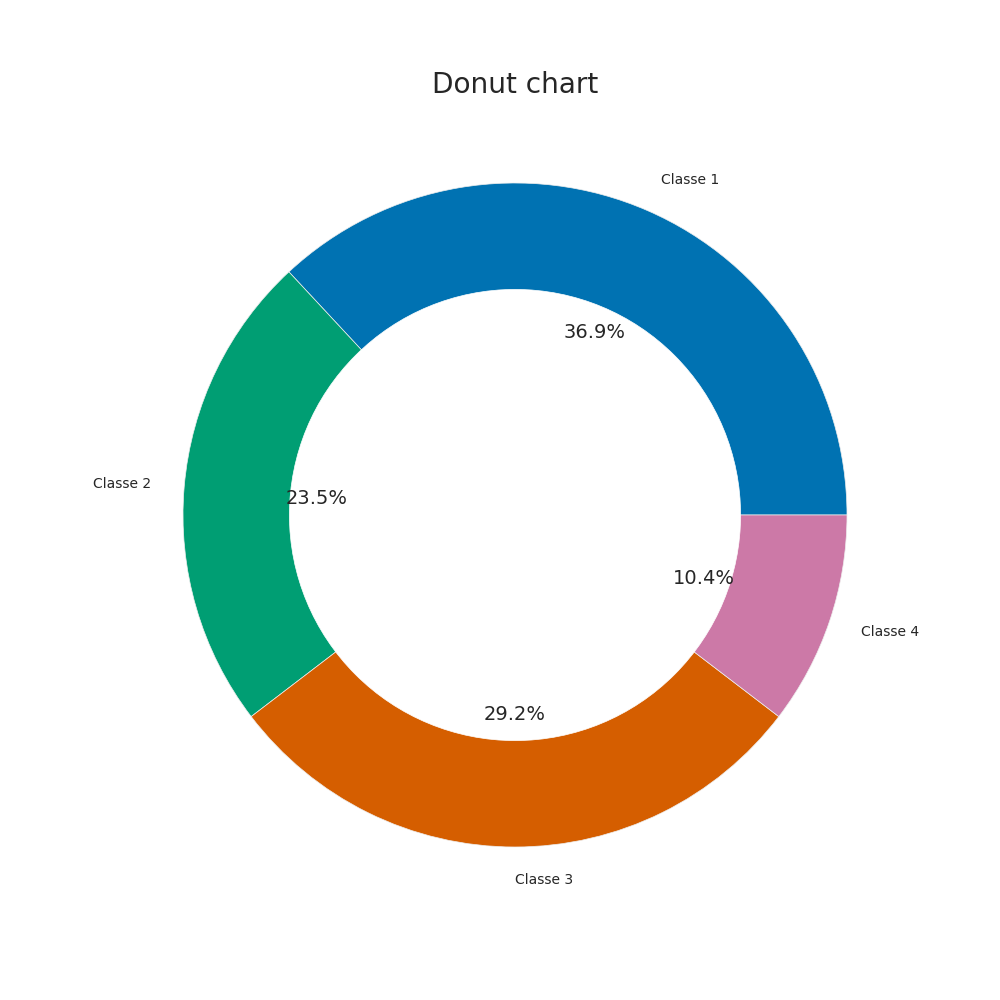 Donut chart
Classe 1
36.9%
Classe 2
23.5%
10.4%
Classe 4
29.2%
Classe 3